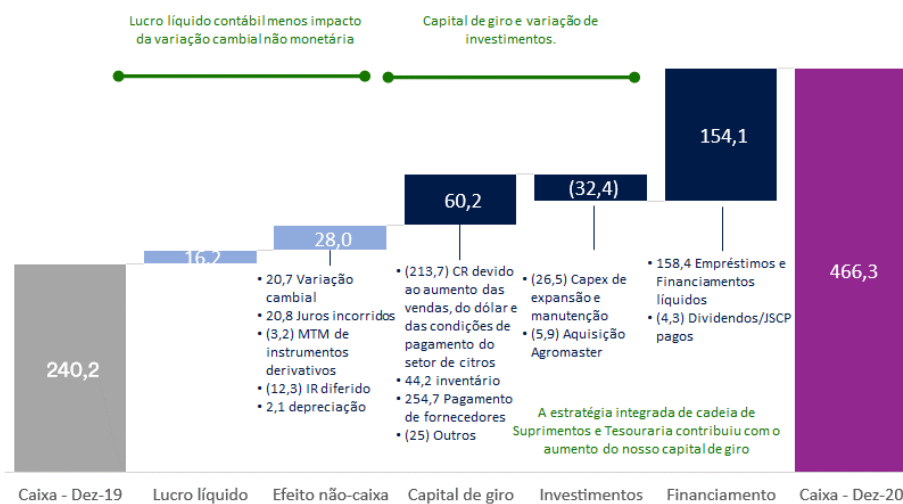 Lucro líquido contábil menos impacto
da variação cambial não monetária
Capital de giro e variação de
investimentos.
240,2
16,2
28,0
60,2
(32,4)
154,1
466,3
• 20,7 Variação
cambial
• 20,8 Juros incorridos
• (3,2) MTM de
instrumentos
derivativos
• (12,3) IR diferido
• 2,1 depreciação
• (213,7) CR devido
ao aumento das
vendas, do dólar e
das condições de
pagamento do
setor de citros
• 44,2 inventário
• 254,7 Pagamento
de fornecedores
• (25) Outros
• (26,5) Capex de
expansão e
manutenção
• (5,9) Aquisição
Agromaster
• 158,4 Empréstimos e
Financiamentos
líquidos
• (4,3) Dividendos/JSCP
pagos
A estratégia integrada de cadeia de
Suprimentos e Tesouraria contribuiu com o
aumento do nosso capital de giro
Caixa - Dez-19
Lucro líquido
Efeito não-caixa
Capital de giro
Investimentos
Financiamento
Caixa - Dez-20